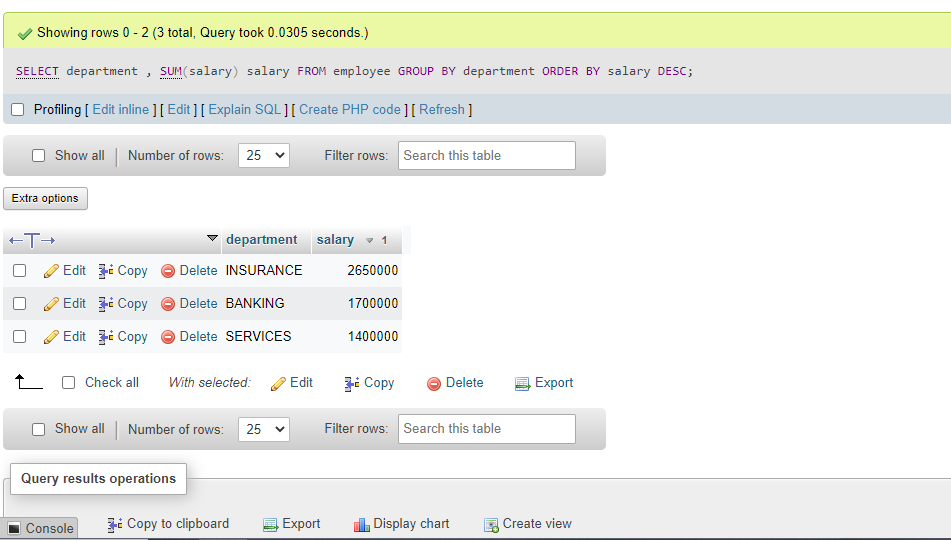 Showing rows 0 - 2 (3 total, Query took 0.0305 seconds.)
SELECT department , SUM(salary) salary FROM employee GROUP BY department ORDER BY salary DESC;
Profiling [ Edit inline ] [ Edit ] [ Explain SQL ] [ Create PHP code ] [ Refresh ]
Show all Number of rows: 25 Filter rows: Search this table
Extra options
department salary 1
Edit Copy Delete INSURANCE 2650000
Edit Copy Delete BANKING 1700000
Edit Copy Delete SERVICES 1400000
Check all With selected: Edit Copy Delete Export
Show all Number of rows: 25 Filter rows: Search this table
Query results operations
Console Copy to clipboard Export Display chart Create view